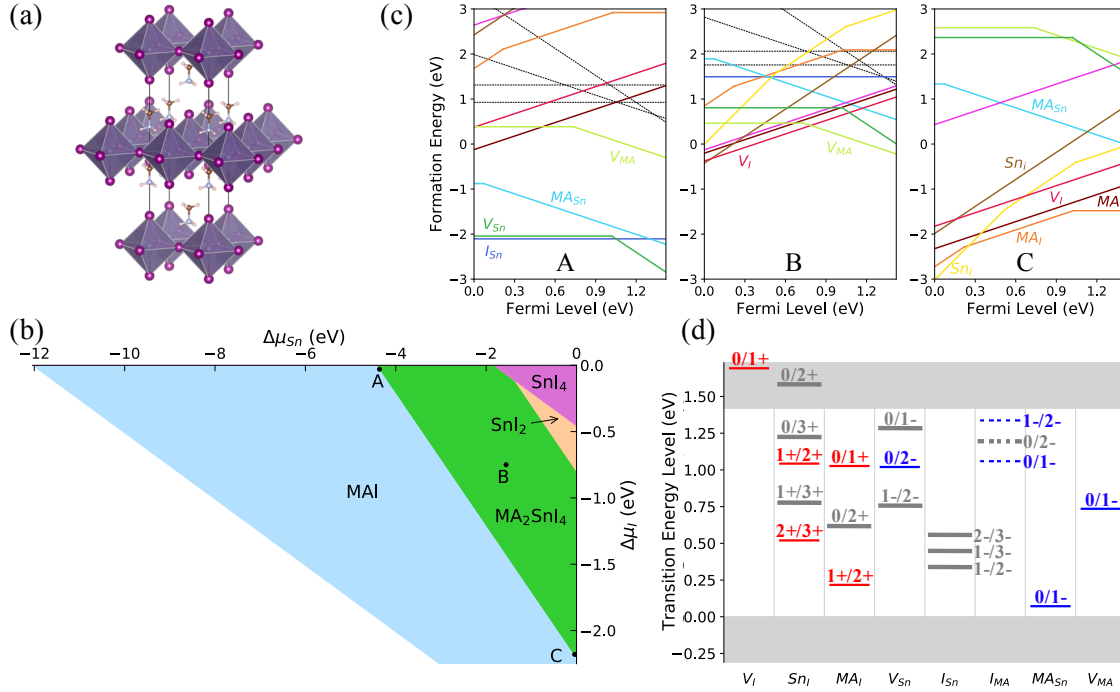 (a)
(b)
Δμ_Sn (eV)
−12 −10 −8 −6 −4 −2 0
0.0
−0.5
−1.0
−1.5
−2.0
Δμ_I (eV)
A
B
C
SnI₄
SnI₂
MAI
MA₂SnI₄
(c)
Formation Energy (eV)
3
2
1
0
−1
−2
−3
0.0 0.3 0.6 0.9 1.2
Fermi Level (eV)
V_MA
MA_Sn
V_Sn
I_Sn
A
3
2
1
0
−1
−2
−3
0.0 0.3 0.6 0.9 1.2
Fermi Level (eV)
V_I
V_MA
B
3
2
1
0
−1
−2
−3
0.0 0.3 0.6 0.9 1.2
Fermi Level (eV)
MA_Sn
Sn_i
V_I
MA
MA_I
Sn_I
C
(d)
Transition Energy Level (eV)
1.50
1.25
1.00
0.75
0.50
0.25
0.00
−0.25
0/1+
0/2+
0/3+
1+/2+
1+/3+
2+/3+
0/1+
0/2+
1+/2+
0/1-
0/2-
1-/2-
2-/3-
1-/3-
1-/2-
1-/2-
0/2-
0/1-
0/1-
0/1-
V_I Sn_I MA_I V_Sn I_Sn I_MA MA_Sn V_MA